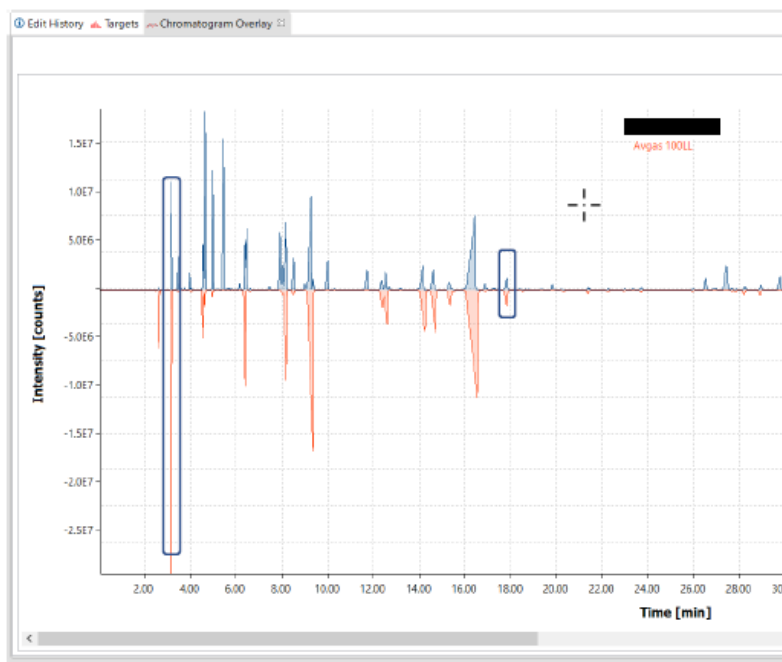 Edit History Targets Chromatogram Overlay
Avgas 100LL
Intensity [counts]
1.5E7
1.0E7
5.0E6
-5.0E6
-1.0E7
-1.5E7
-2.0E7
-2.5E7
2.00 4.00 6.00 8.00 10.00 12.00 14.00 16.00 18.00 20.00 22.00 24.00 26.00 28.00 30
Time [min]